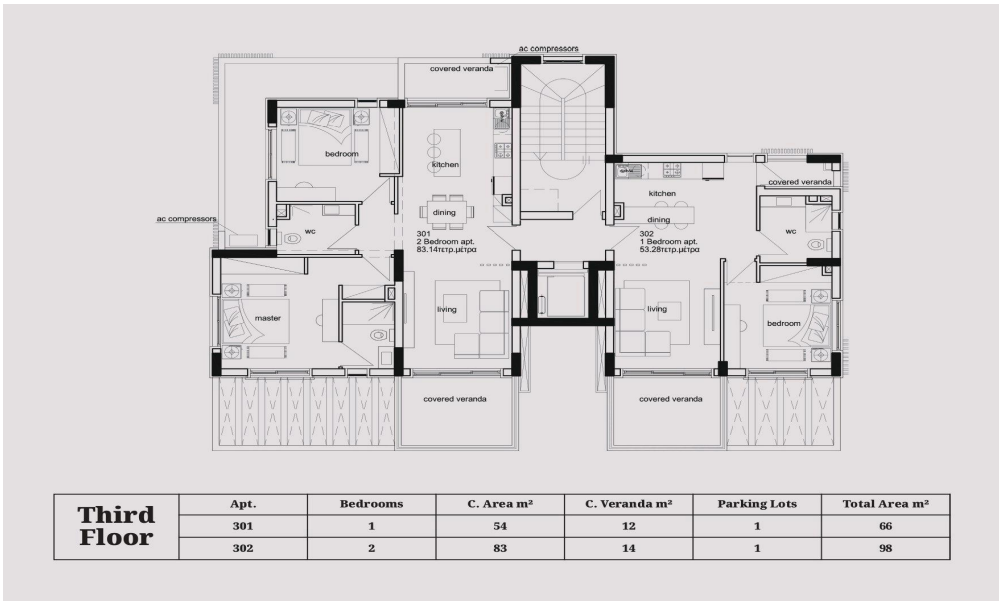 ac compressors
covered veranda
bedroom
kitchen
covered veranda
kitchen
ac compressors
dining
dining
wc
wc
301
2 Bedroom apt.
83.14τετρ.μέτρα
302
1 Bedroom apt.
53.28τετρ.μέτρα
master
living
living
bedroom
covered veranda
covered veranda
Third Floor
Apt. Bedrooms C. Area m² C. Veranda m² Parking Lots Total Area m²
301 1 54 12 1 66
302 2 83 14 1 98